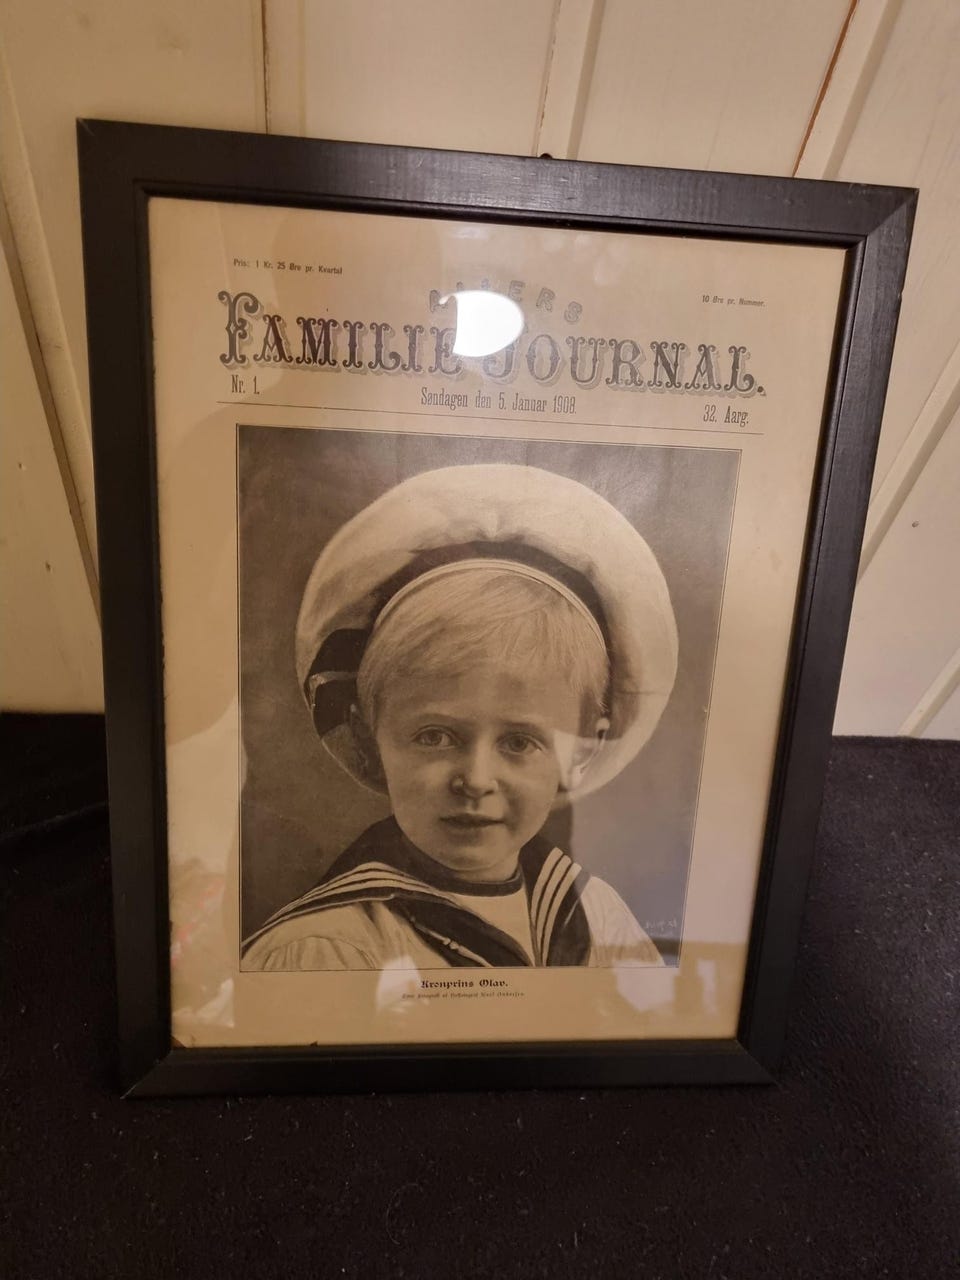 Pris: 1 Kr. 25 Øre pr. Kvartal
10 Øre pr. Nummer.
FAMILIE JOURNAL.
Nr. 1.
Søndagen den 5. Januar 1908.
32. Aarg.
Kronprins Olav.